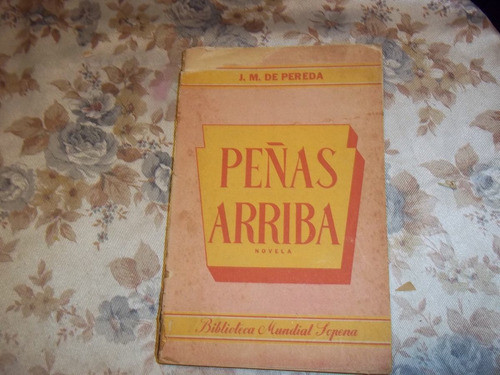 J. M. DE PEREDA
PEÑAS
ARRIBA
NOVELA
Biblioteca Mundial Sopena